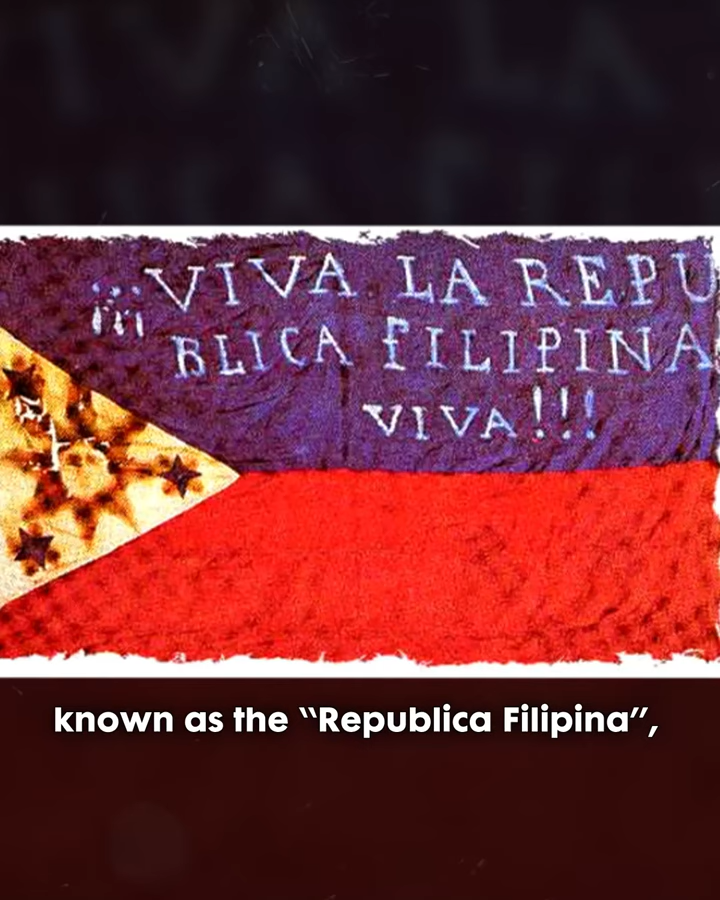 ¡¡¡VIVA LA REPU
BLICA FILIPINA
VIVA!!!
known as the “Republica Filipina”,